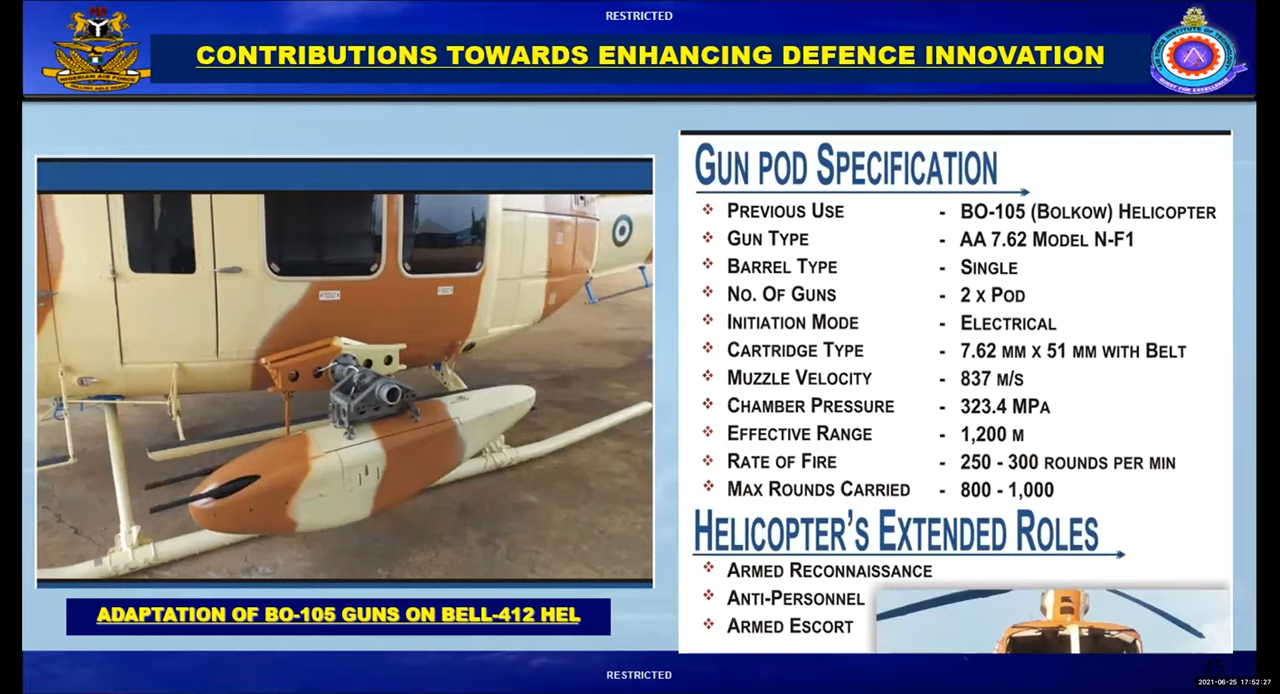 RESTRICTED
CONTRIBUTIONS TOWARDS ENHANCING DEFENCE INNOVATION
NIGERIAN AIR FORCE
GUN POD SPECIFICATION
PREVIOUS USE - BO-105 (BOLKOW) HELICOPTER
GUN TYPE - AA 7.62 MODEL N-F1
BARREL TYPE - SINGLE
NO. OF GUNS - 2 X POD
INITIATION MODE - ELECTRICAL
CARTRIDGE TYPE - 7.62 MM X 51 MM WITH BELT
MUZZLE VELOCITY - 837 M/S
CHAMBER PRESSURE - 323.4 MPA
EFFECTIVE RANGE - 1,200 M
RATE OF FIRE - 250 - 300 ROUNDS PER MIN
MAX ROUNDS CARRIED - 800 - 1,000
HELICOPTER'S EXTENDED ROLES
ARMED RECONNAISSANCE
ANTI-PERSONNEL
ARMED ESCORT
ADAPTATION OF BO-105 GUNS ON BELL-412 HEL
RESTRICTED
2021-06-25 17:52:27